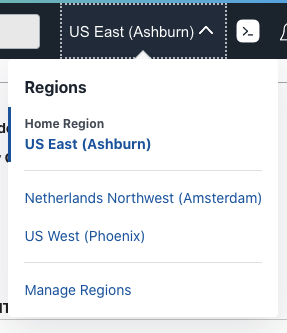 US East (Ashburn)
Regions
Home Region
US East (Ashburn)
Netherlands Northwest (Amsterdam)
US West (Phoenix)
Manage Regions